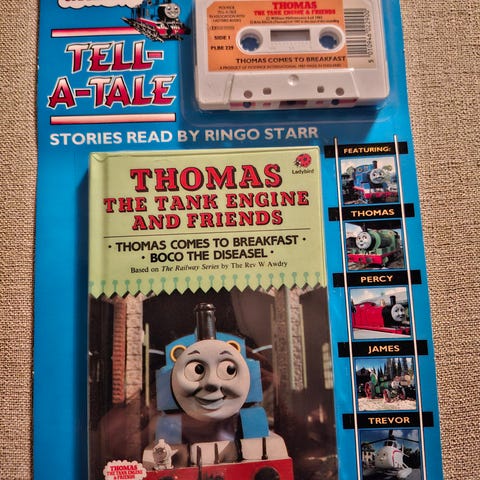 TELL-
A-TALE
STORIES READ BY RINGO STARR
SIDE 1
PLBE 229
THOMAS
THE TANK ENGINE & FRIENDS
THOMAS COMES TO BREAKFAST
Ladybird
THOMAS
THE TANK ENGINE
AND FRIENDS
· THOMAS COMES TO BREAKFAST ·
· BOCO THE DISEASEL ·
Based on The Railway Series by The Rev W Awdry
THOMAS
THE TANK ENGINE
& FRIENDS
FEATURING:
THOMAS
PERCY
JAMES
TREVOR